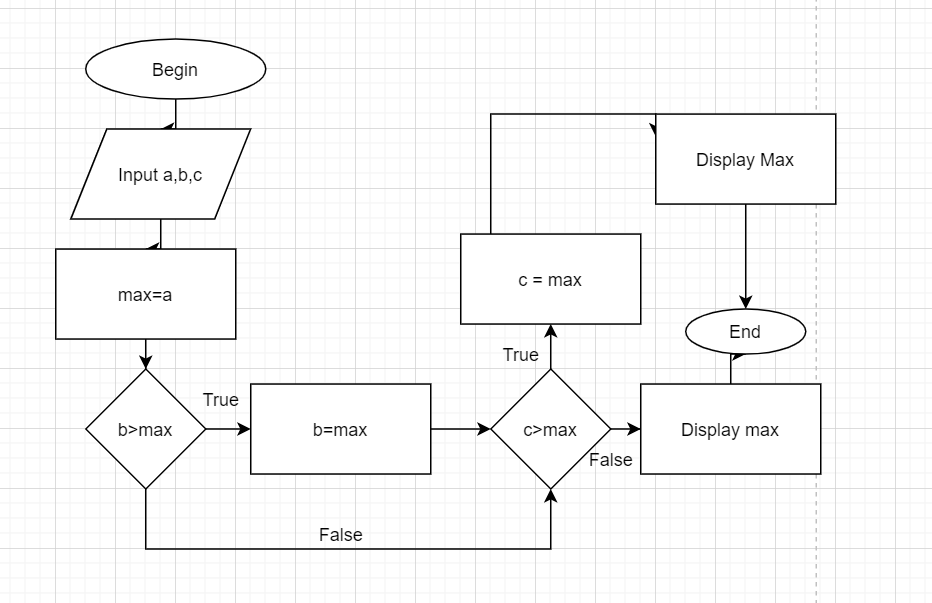 Begin
Input a,b,c
max=a
b>max
True
b=max
False
c>max
True
c = max
Display Max
False
Display max
End